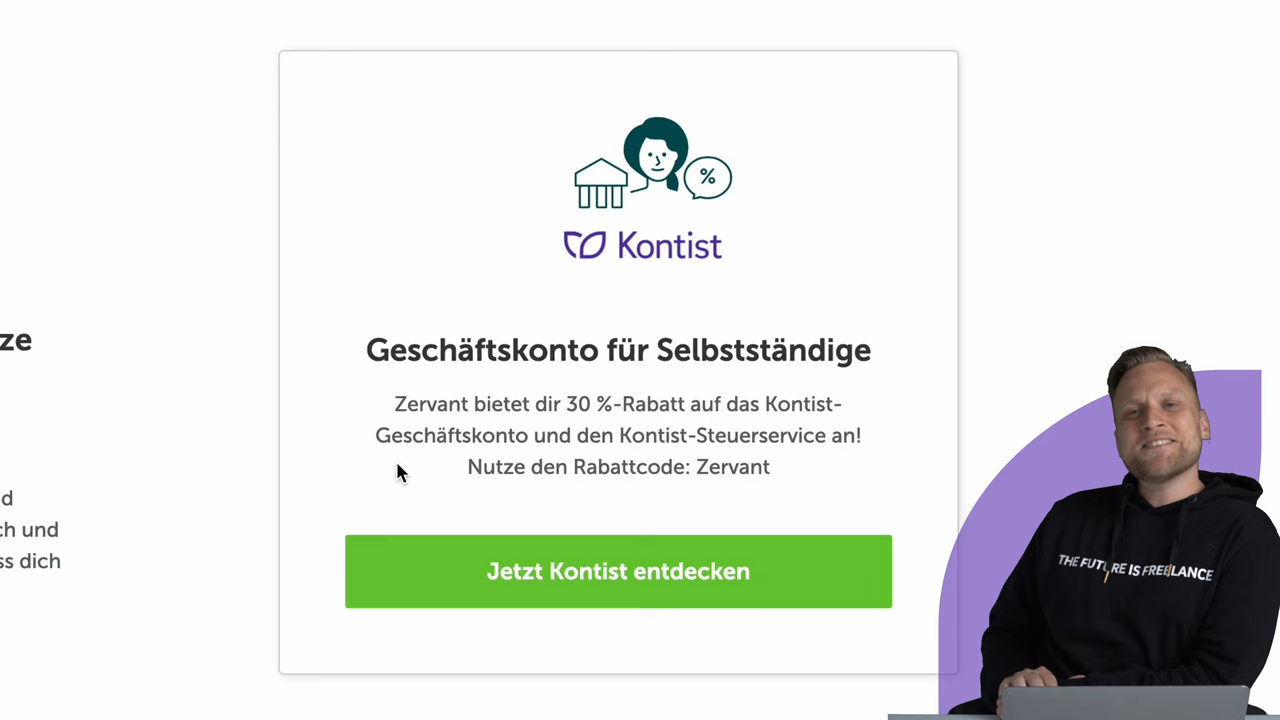 %
Kontist
ze
Geschäftskonto für Selbstständige
Zervant bietet dir 30 %-Rabatt auf das Kontist-
Geschäftskonto und den Kontist-Steuerservice an!
Nutze den Rabattcode: Zervant
d
ch und
ss dich
Jetzt Kontist entdecken
THE FUTURE IS FREELANCE